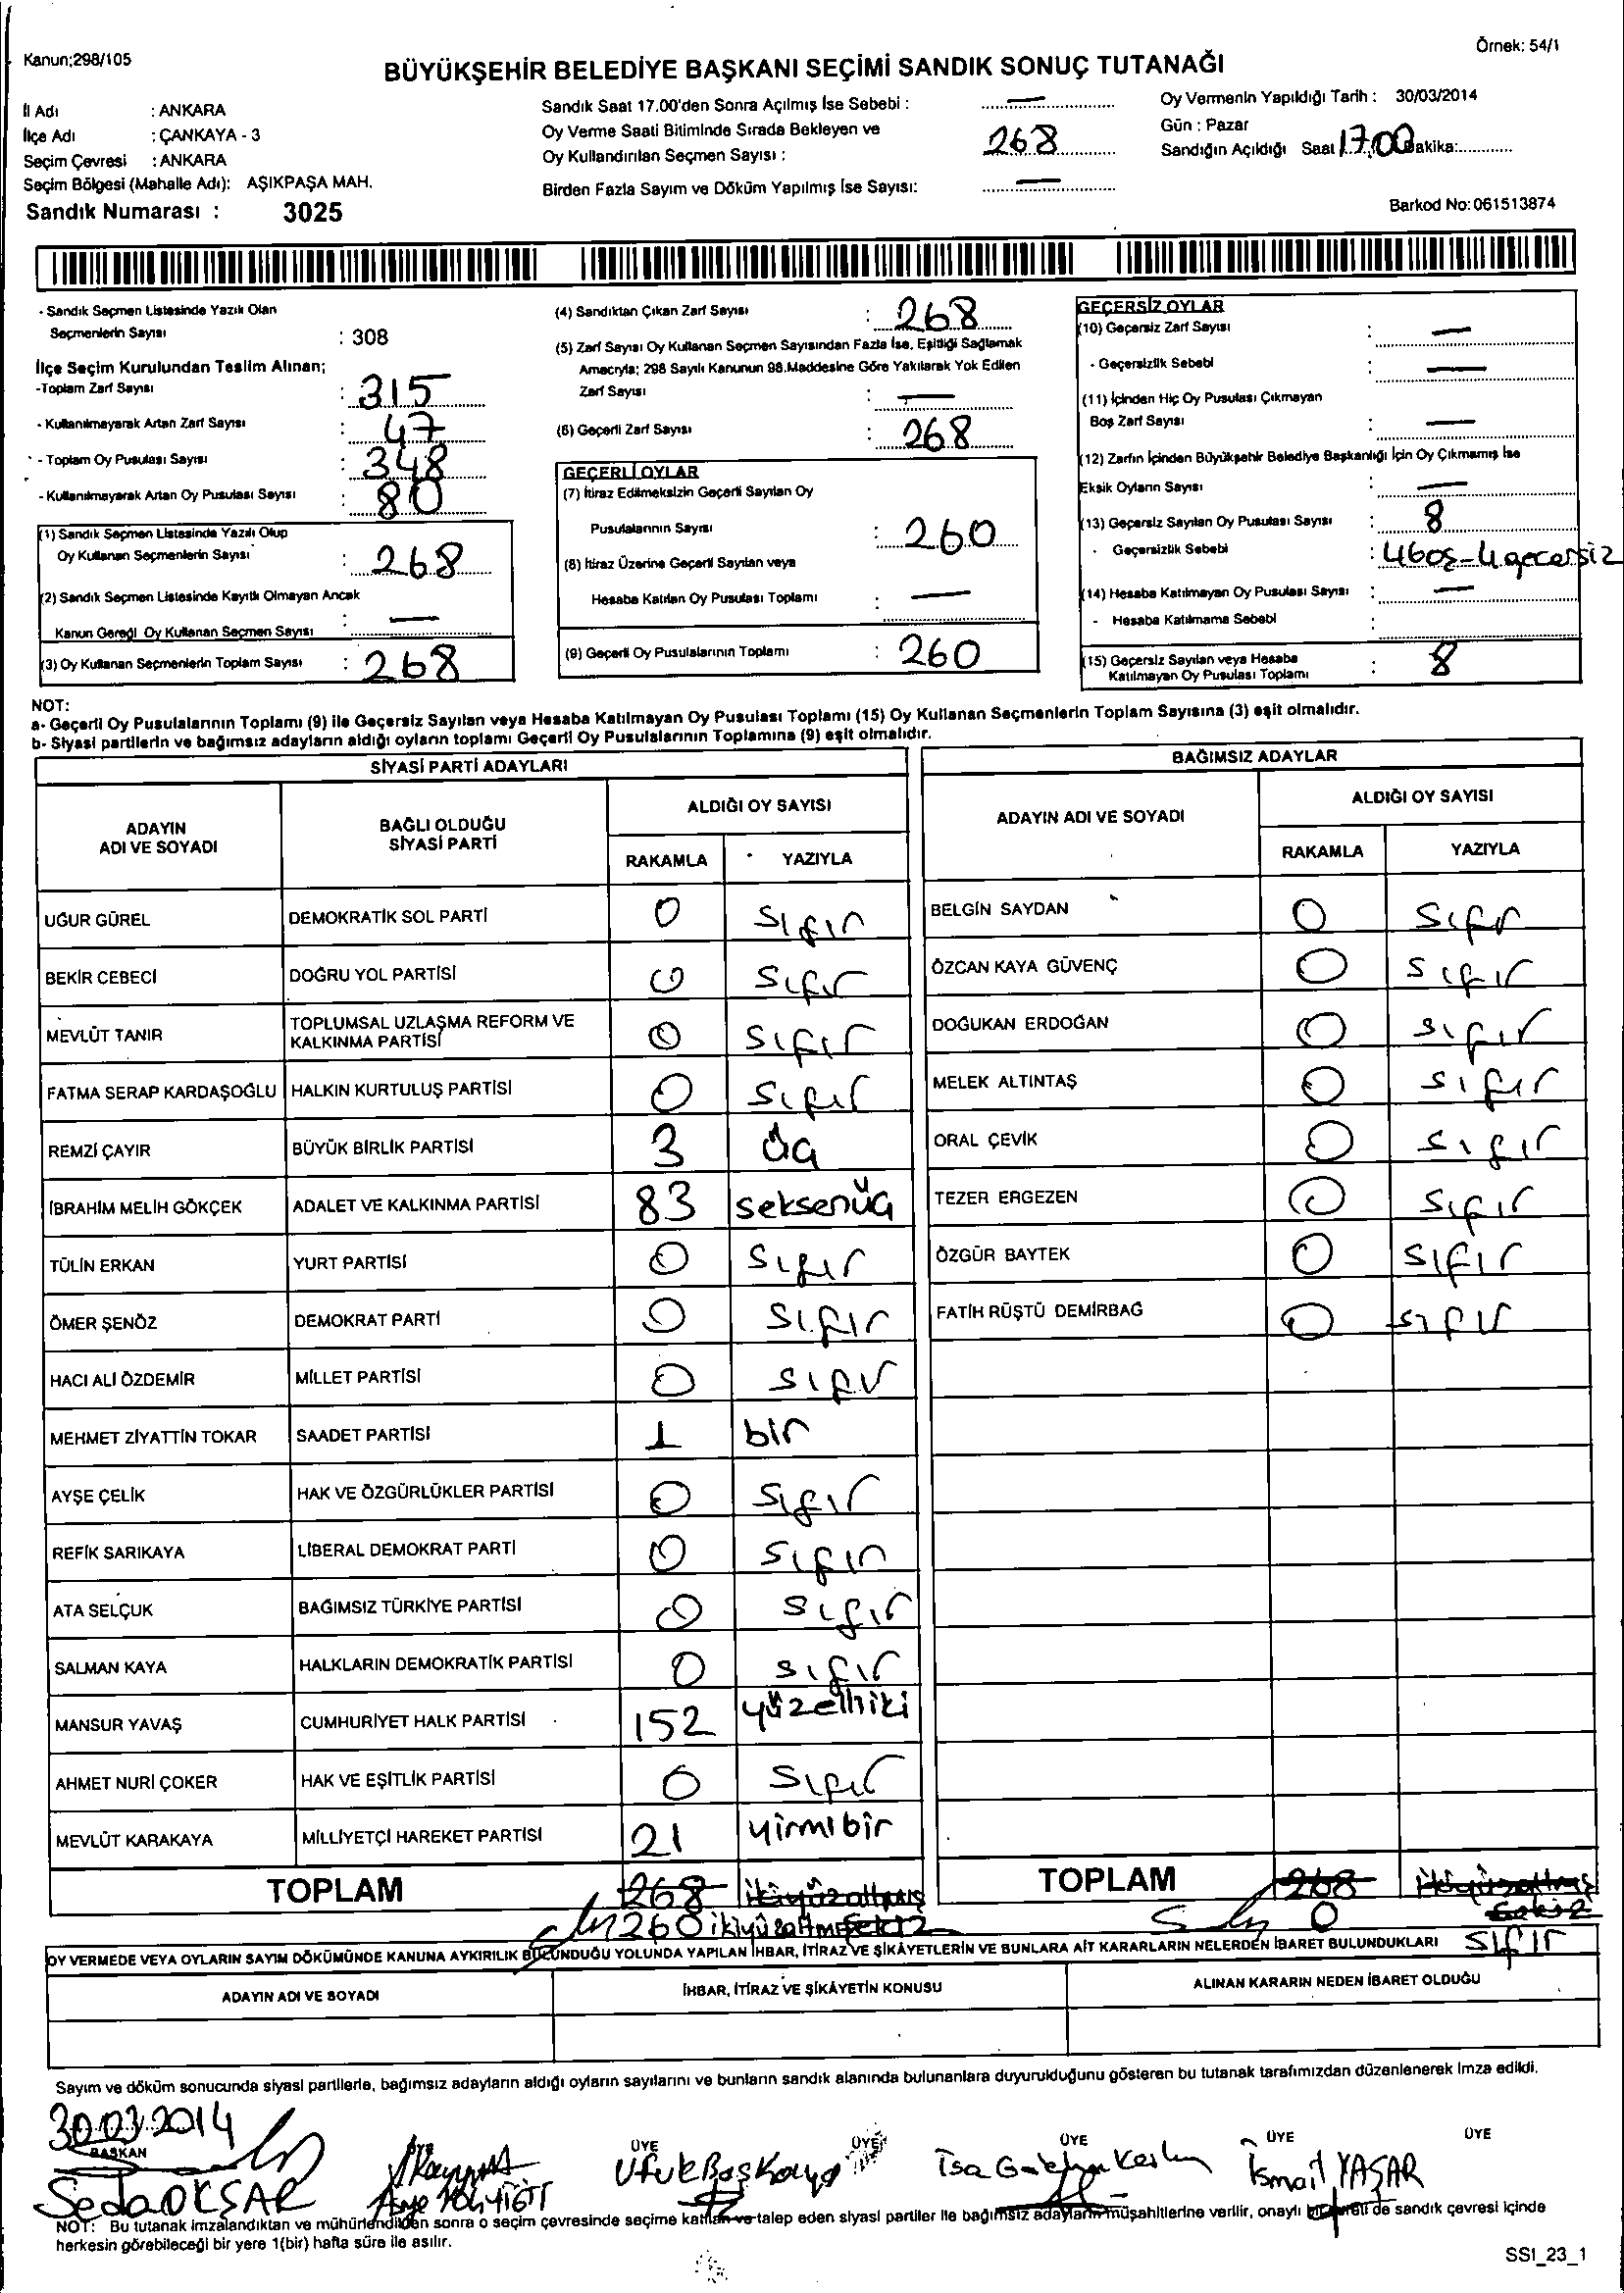 Kanun;298/105
Örnek: 54/1
BÜYÜKŞEHİR BELEDİYE BAŞKANI SEÇİMİ SANDIK SONUÇ TUTANAĞI
İl Adı : ANKARA
İlçe Adı : ÇANKAYA - 3
Seçim Çevresi : ANKARA
Seçim Bölgesi (Mahalle Adı): AŞIKPAŞA MAH.
Sandık Numarası : 3025
Sandık Saat 17.00'den Sonra Açılmış İse Sebebi : —
Oy Verme Saati Bitiminde Sırada Bekleyen ve
Oy Kullandırılan Seçmen Sayısı : 268
Birden Fazla Sayım ve Döküm Yapılmış İse Sayısı: —
Oy Vermenin Yapıldığı Tarih : 30/03/2014
Gün : Pazar
Sandığın Açıldığı Saat 17.00 Dakika:............
Barkod No: 061513874
- Sandık Seçmen Listesinde Yazılı Olan
Seçmenlerin Sayısı : 308
İlçe Seçim Kurulundan Teslim Alınan;
-Toplam Zarf Sayısı : 315
- Kullanılmayarak Artan Zarf Sayısı : 47
- Toplam Oy Pusulası Sayısı : 348
- Kullanılmayarak Artan Oy Pusulası Sayısı : 80
(1) Sandık Seçmen Listesinde Yazılı Olup
Oy Kullanan Seçmenlerin Sayısı : 268
(2) Sandık Seçmen Listesinde Kayıtlı Olmayan Ancak
Kanun Gereği Oy Kullanan Seçmen Sayısı : —
(3) Oy Kullanan Seçmenlerin Toplam Sayısı : 268
(4) Sandıktan Çıkan Zarf Sayısı : 268
(5) Zarf Sayısı Oy Kullanan Seçmen Sayısından Fazla İse, Eşitliği Sağlamak
Amacıyla; 298 Sayılı Kanunun 98.Maddesine Göre Yakılarak Yok Edilen
Zarf Sayısı : —
(6) Geçerli Zarf Sayısı : 268
GEÇERLİ OYLAR
(7) İtiraz Edilmeksizin Geçerli Sayılan Oy
Pusulalarının Sayısı : 260
(8) İtiraz Üzerine Geçerli Sayılan veya
Hesaba Katılan Oy Pusulası Toplamı : —
(9) Geçerli Oy Pusulalarının Toplamı : 260
GEÇERSİZ OYLAR
(10) Geçersiz Zarf Sayısı : —
- Geçersizlik Sebebi : —
(11) İçinden Hiç Oy Pusulası Çıkmayan
Boş Zarf Sayısı : —
(12) Zarfın İçinden Büyükşehir Belediye Başkanlığı İçin Oy Çıkmamış İse
Eksik Oyların Sayısı : —
(13) Geçersiz Sayılan Oy Pusulası Sayısı : 8
- Geçersizlik Sebebi : 4boş-4geçersiz
(14) Hesaba Katılmayan Oy Pusulası Sayısı : —
- Hesaba Katılmama Sebebi :
(15) Geçersiz Sayılan veya Hesaba
Katılmayan Oy Pusulası Toplamı : 8
NOT:
a- Geçerli Oy Pusulalarının Toplamı (9) ile Geçersiz Sayılan veya Hesaba Katılmayan Oy Pusulası Toplamı (15) Oy Kullanan Seçmenlerin Toplam Sayısına (3) eşit olmalıdır.
b- Siyasi partilerin ve bağımsız adayların aldığı oyların toplamı Geçerli Oy Pusulalarının Toplamına (9) eşit olmalıdır.
SİYASİ PARTİ ADAYLARI
ADAYIN ADI VE SOYADI BAĞLI OLDUĞU SİYASİ PARTİ ALDIĞI OY SAYISI
RAKAMLA YAZIYLA
UĞUR GÜREL DEMOKRATİK SOL PARTİ 0 sıfır
BEKİR CEBECİ DOĞRU YOL PARTİSİ 0 sıfır
MEVLÜT TANIR TOPLUMSAL UZLAŞMA REFORM VE KALKINMA PARTİSİ 0 sıfır
FATMA SERAP KARDAŞOĞLU HALKIN KURTULUŞ PARTİSİ 0 sıfır
REMZİ ÇAYIR BÜYÜK BİRLİK PARTİSİ 3 üç
İBRAHİM MELİH GÖKÇEK ADALET VE KALKINMA PARTİSİ 83 seksenüç
TÜLİN ERKAN YURT PARTİSİ 0 sıfır
ÖMER ŞENÖZ DEMOKRAT PARTİ 0 sıfır
HACI ALİ ÖZDEMİR MİLLET PARTİSİ 0 sıfır
MEHMET ZİYATTİN TOKAR SAADET PARTİSİ 1 bir
AYŞE ÇELİK HAK VE ÖZGÜRLÜKLER PARTİSİ 0 sıfır
REFİK SARIKAYA LİBERAL DEMOKRAT PARTİ 0 sıfır
ATA SELÇUK BAĞIMSIZ TÜRKİYE PARTİSİ 0 sıfır
SALMAN KAYA HALKLARIN DEMOKRATİK PARTİSİ 0 sıfır
MANSUR YAVAŞ CUMHURİYET HALK PARTİSİ 152 yüzelliiki
AHMET NURİ ÇOKER HAK VE EŞİTLİK PARTİSİ 0 sıfır
MEVLÜT KARAKAYA MİLLİYETÇİ HAREKET PARTİSİ 21 yirmibir
TOPLAM 268 ikiyüzaltmış sekiz
260 ikiyüzaltmış
BAĞIMSIZ ADAYLAR
ADAYIN ADI VE SOYADI ALDIĞI OY SAYISI
RAKAMLA YAZIYLA
BELGİN SAYDAN 0 sıfır
ÖZCAN KAYA GÜVENÇ 0 sıfır
DOĞUKAN ERDOĞAN 0 sıfır
MELEK ALTINTAŞ 0 sıfır
ORAL ÇEVİK 0 sıfır
TEZER ERGEZEN 0 sıfır
ÖZGÜR BAYTEK 0 sıfır
FATİH RÜŞTÜ DEMİRBAĞ 0 sıfır
TOPLAM 268 ikiyüzaltmış sekiz
0 sıfır
OY VERMEDE VEYA OYLARIN SAYIM DÖKÜMÜNDE KANUNA AYKIRILIK BULUNDUĞU YOLUNDA YAPILAN İHBAR, İTİRAZ VE ŞİKÂYETLERİN VE BUNLARA AİT KARARLARIN NELERDEN İBARET BULUNDUKLARI
ADAYIN ADI VE SOYADI İHBAR, İTİRAZ VE ŞİKÂYETİN KONUSU ALINAN KARARIN NEDEN İBARET OLDUĞU
Sayım ve döküm sonucunda siyasi partilerle, bağımsız adayların aldığı oyların sayılarını ve bunların sandık alanında bulunanlara duyurulduğunu gösteren bu tutanak tarafımızdan düzenlenerek imza edildi.
30.03.2014
BAŞKAN ÜYE ÜYE ÜYE ÜYE ÜYE ÜYE
Seda OKŞAR Ayşe Ufuk Başkaya İsa İsmail YAŞAR
NOT: Bu tutanak imzalandıktan ve mühürlendikten sonra o seçim çevresinde seçime katılan ve talep eden siyasi partiler ile bağımsız adayların müşahitlerine verilir, onaylı bir sureti de sandık çevresi içinde
herkesin görebileceği bir yere 1(bir) hafta süre ile asılır.
SSI_23_1